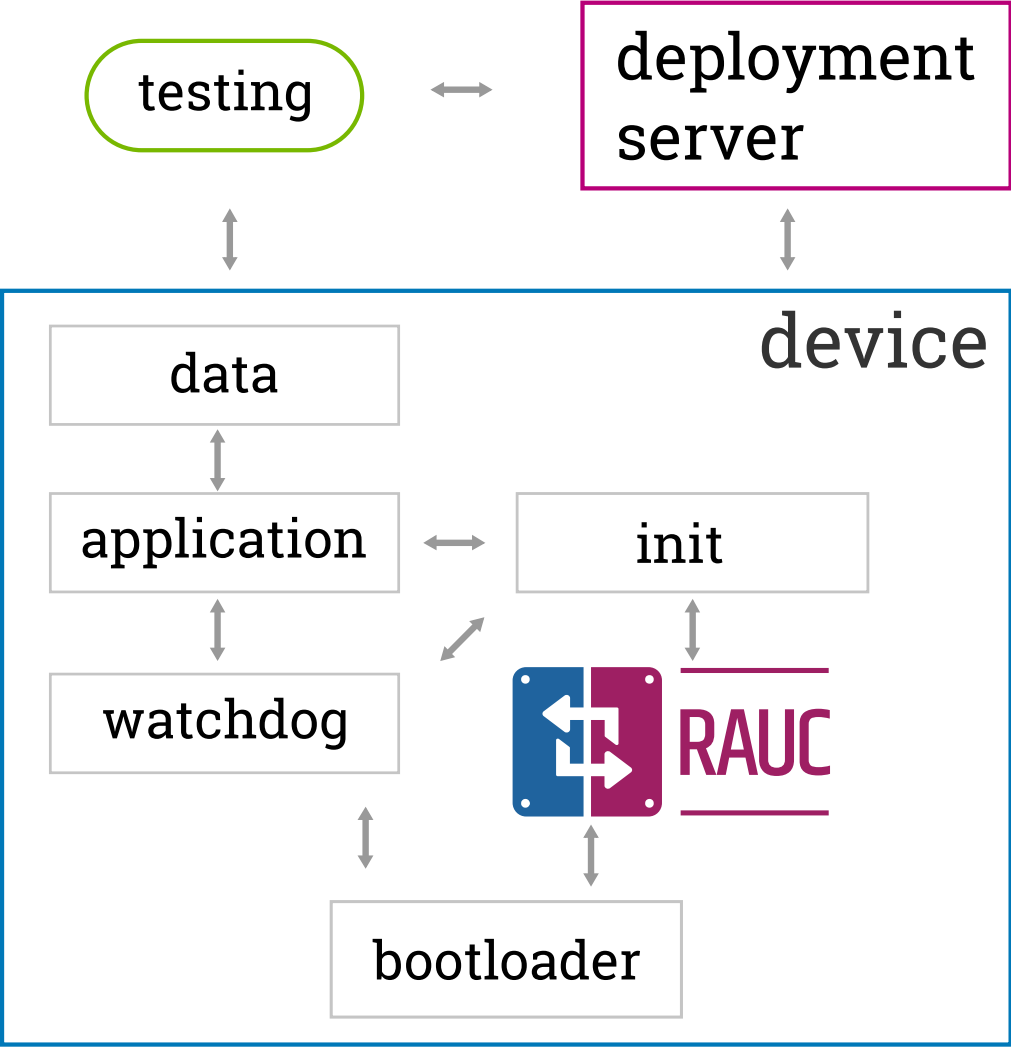 testing
deployment
server
device
data
application
init
watchdog
RAUC
bootloader